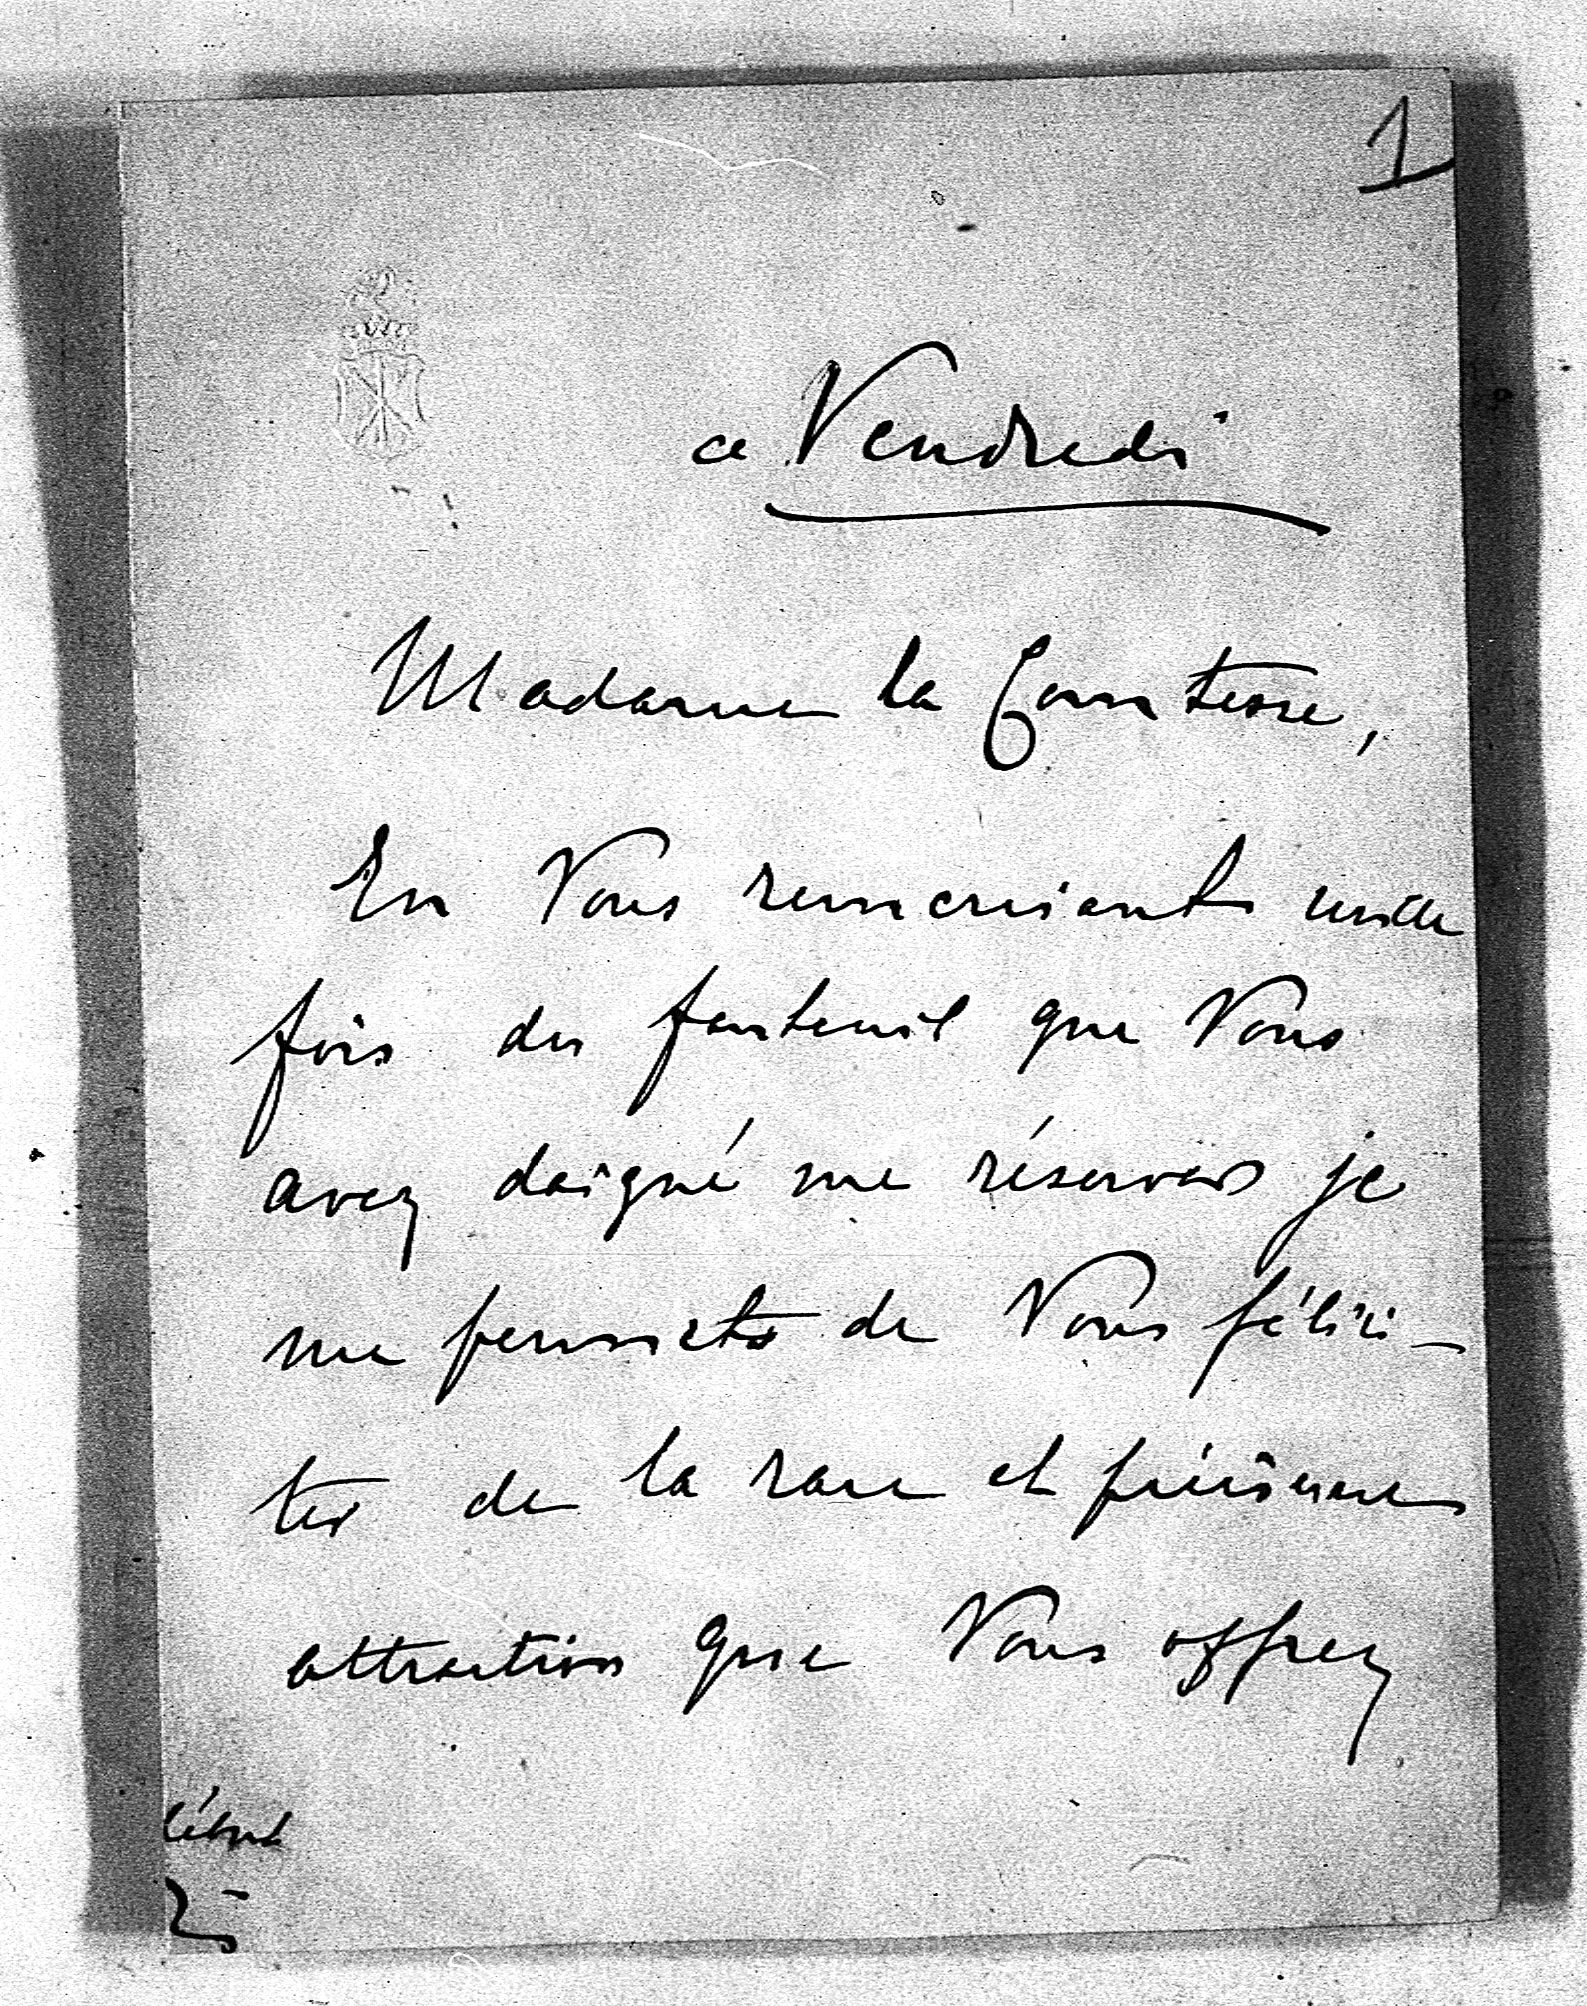 1
ce Vendredi
Madame la Comtesse,
En Vous remerciant mille
fois du fauteuil que Vous
avez daigné me réserver je
me permets de Vous félici-
ter de la rare et précieuse
attraction que Vous offrez